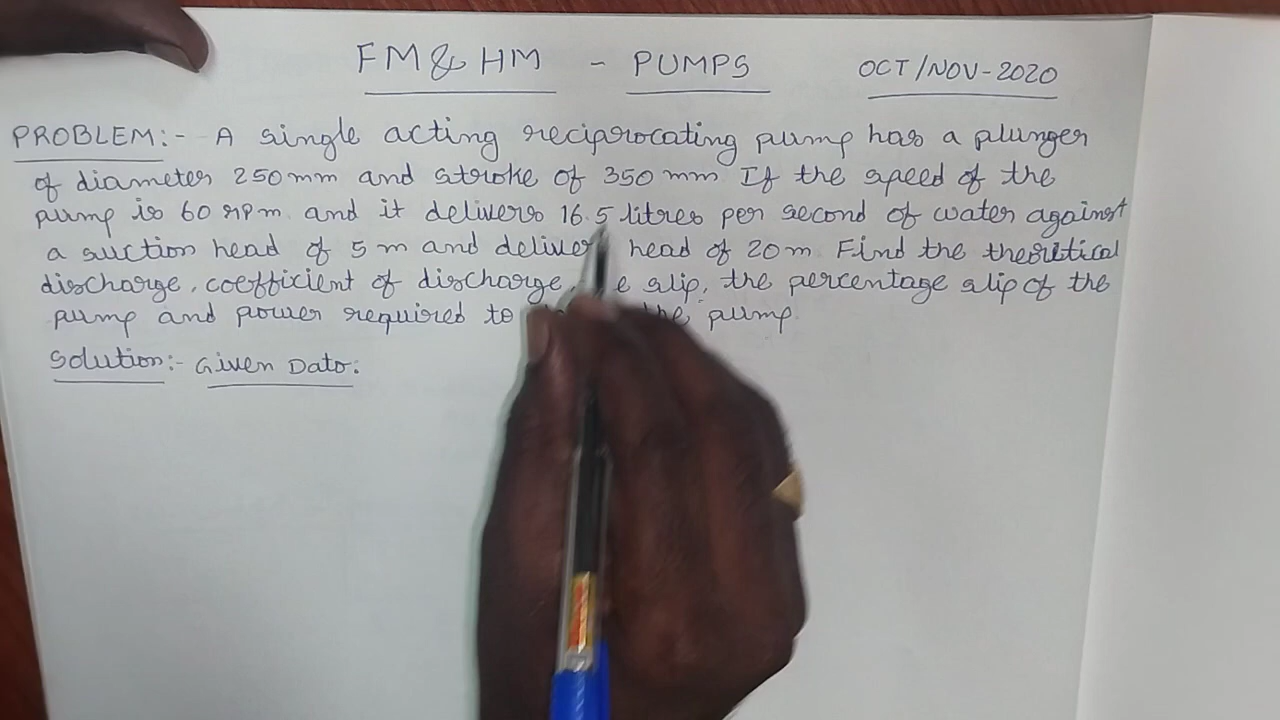 FM & HM - PUMPS OCT/NOV-2020
PROBLEM:- A single acting reciprocating pump has a plunger
of diameter 250mm and stroke of 350 mm If the speed of the
pump is 60 rpm and it delivers 16.5 litres per second of water against
a suction head of 5 m and head of 20 m Find the theoritical
discharge, coefficient of discharge, slip, the percentage slip of the
pump and power required to the pump.
Solution:- Given Data: